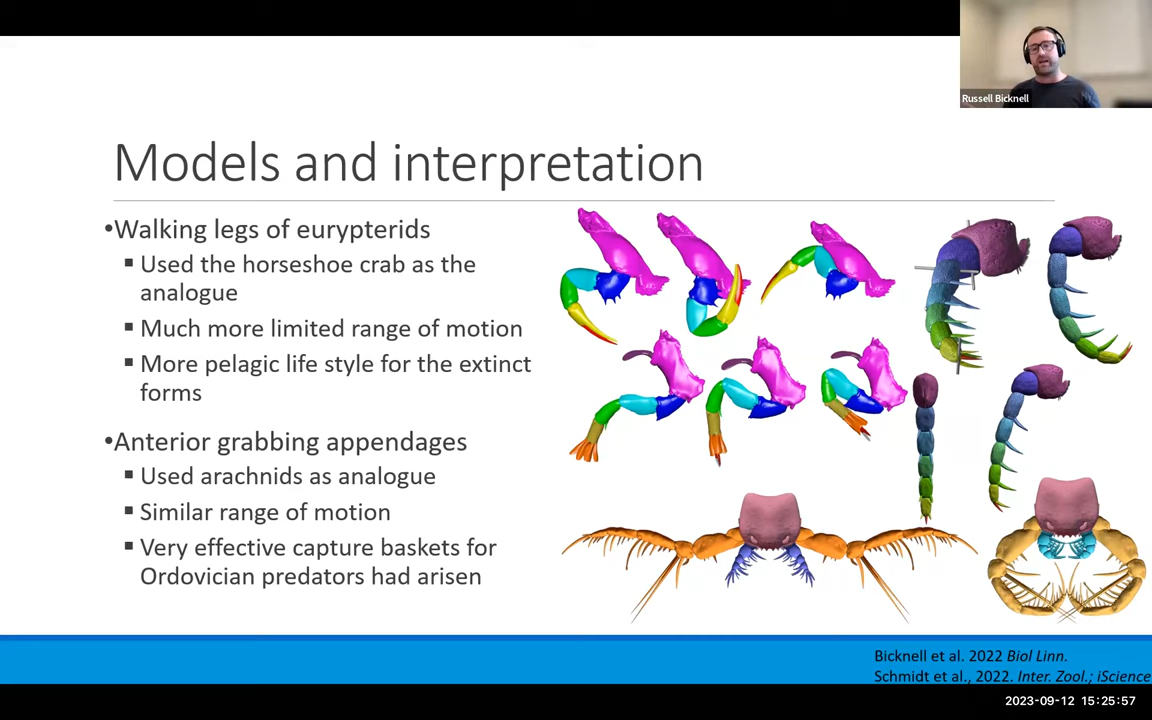 Russell Bicknell
Models and interpretation
•Walking legs of eurypterids
▪Used the horseshoe crab as the
analogue
▪Much more limited range of motion
▪More pelagic life style for the extinct
forms
•Anterior grabbing appendages
▪Used arachnids as analogue
▪Similar range of motion
▪Very effective capture baskets for
Ordovician predators had arisen
Bicknell et al. 2022 Biol Linn.
Schmidt et al., 2022. Inter. Zool.; iScience
2023-09-12 15:25:57